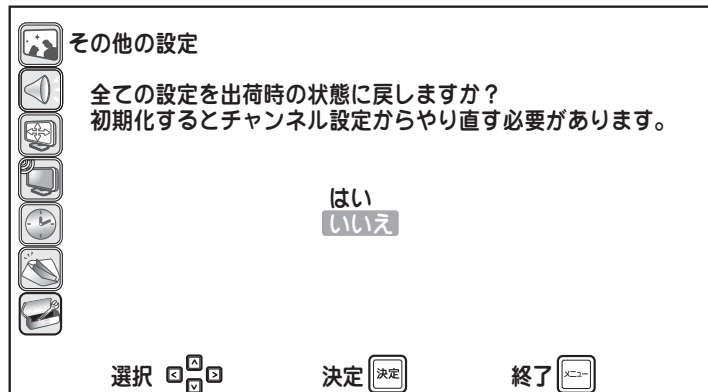 その他の設定
全ての設定を出荷時の状態に戻しますか？
初期化するとチャンネル設定からやり直す必要があります。
はい
いいえ
選択 決定 決定 終了 メニュー